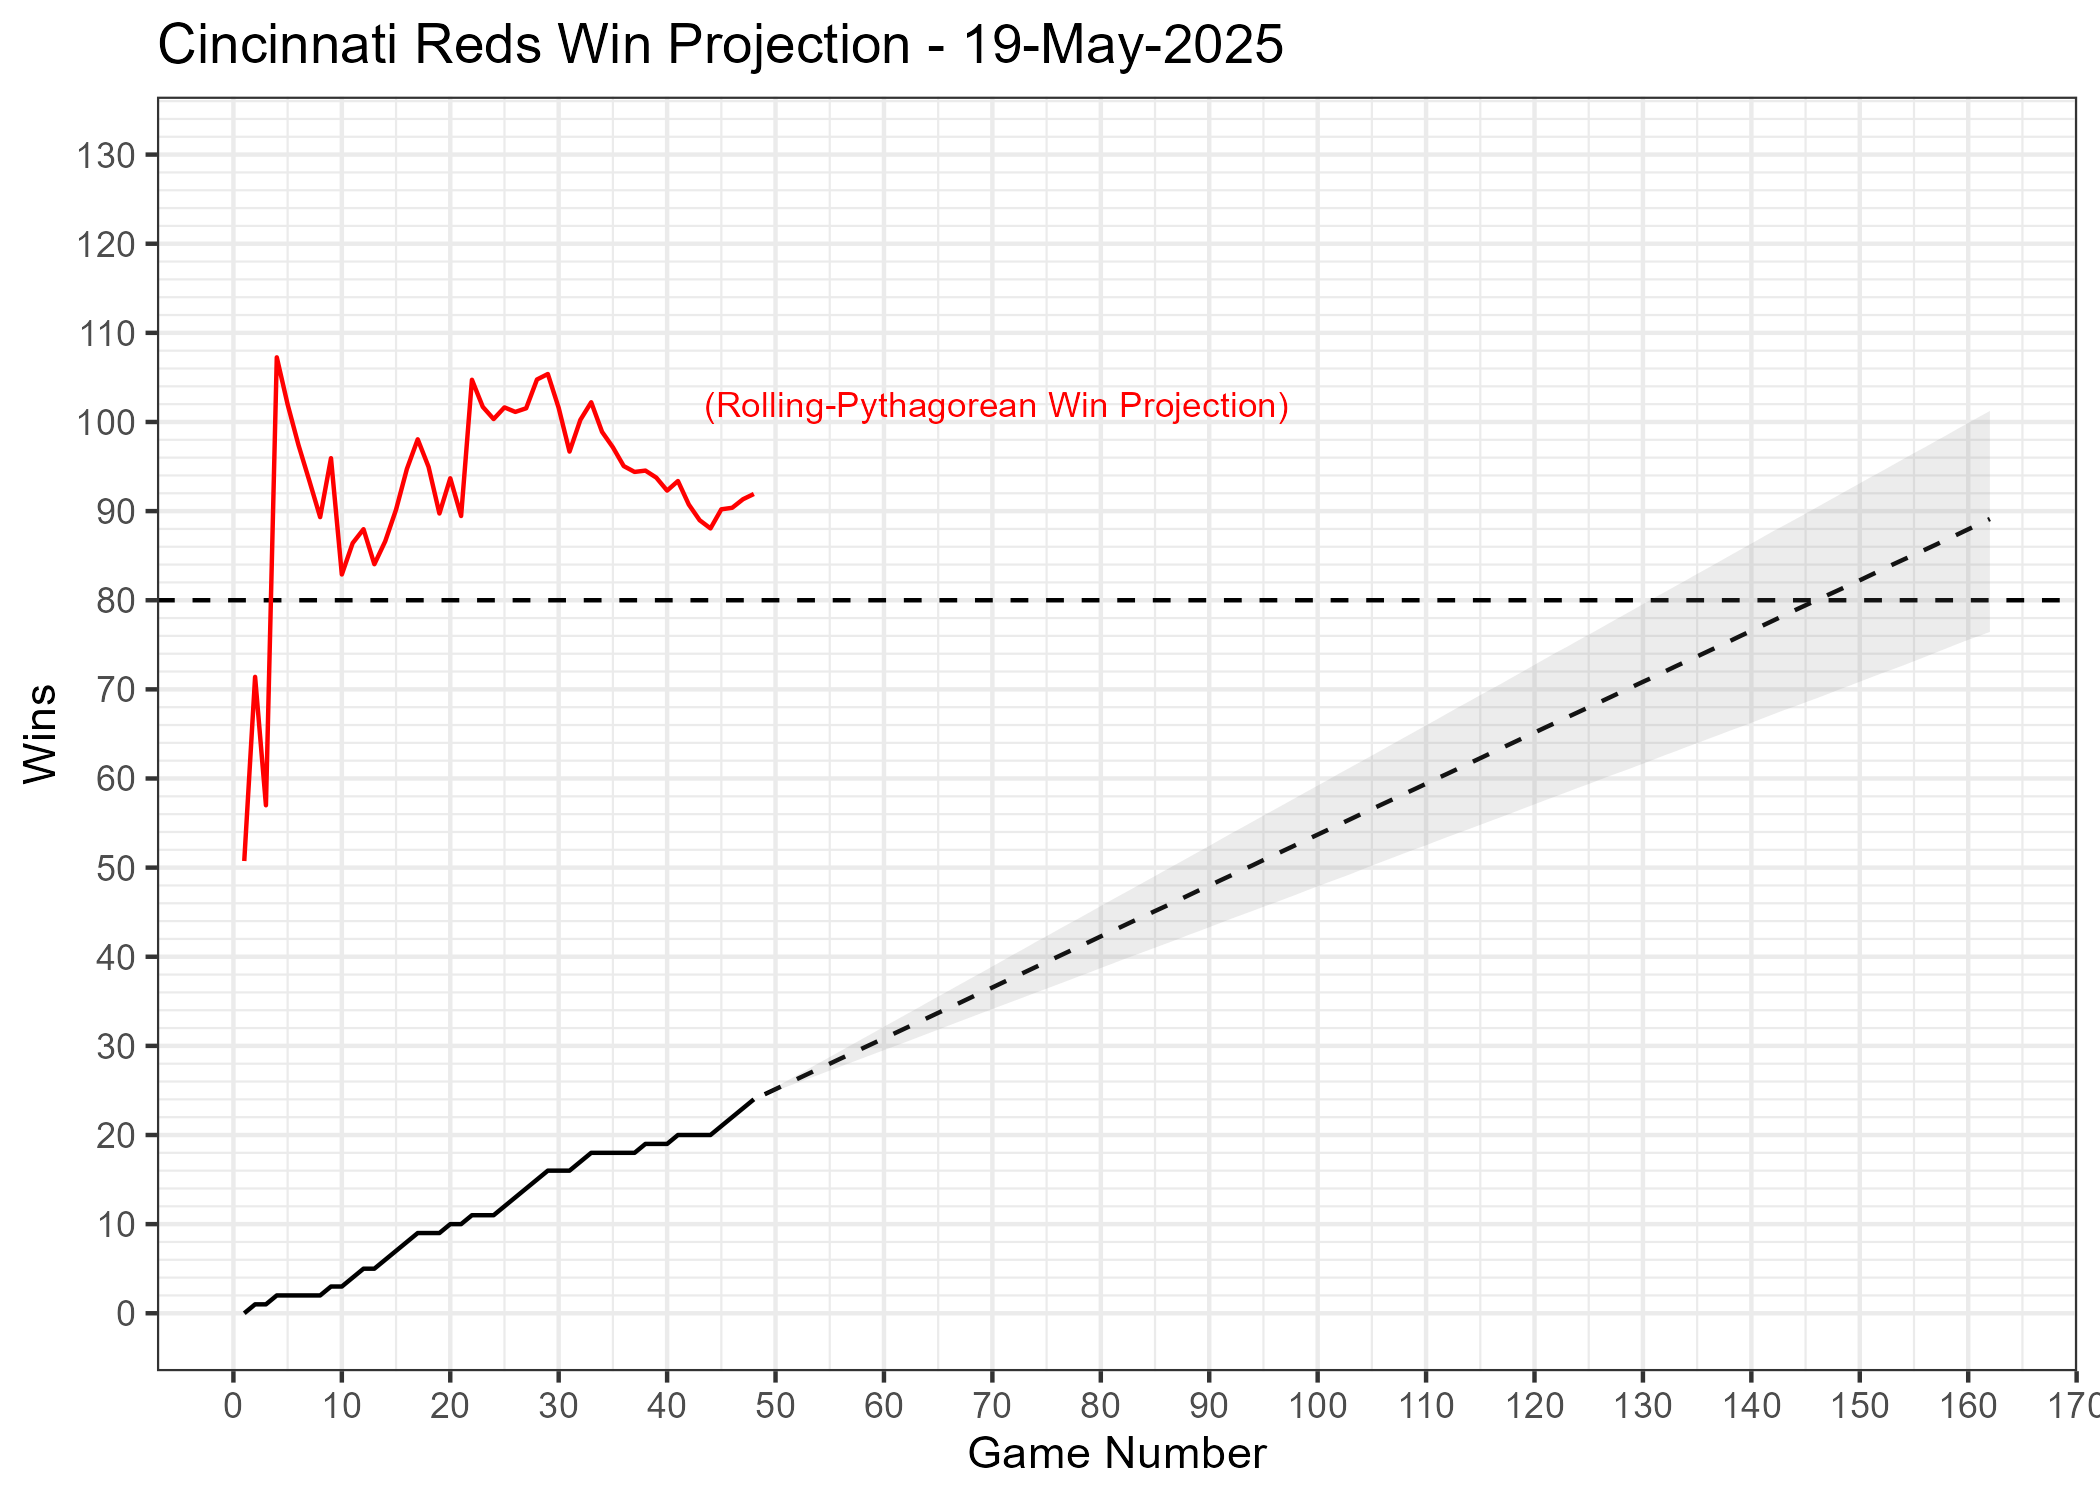 Cincinnati Reds Win Projection - 19-May-2025
130
120
110
(Rolling-Pythagorean Win Projection)
100
90
80
70
Wins
60
50
40
30
20
10
0
0 10 20 30 40 50 60 70 80 90 100 110 120 130 140 150 160 170
Game Number